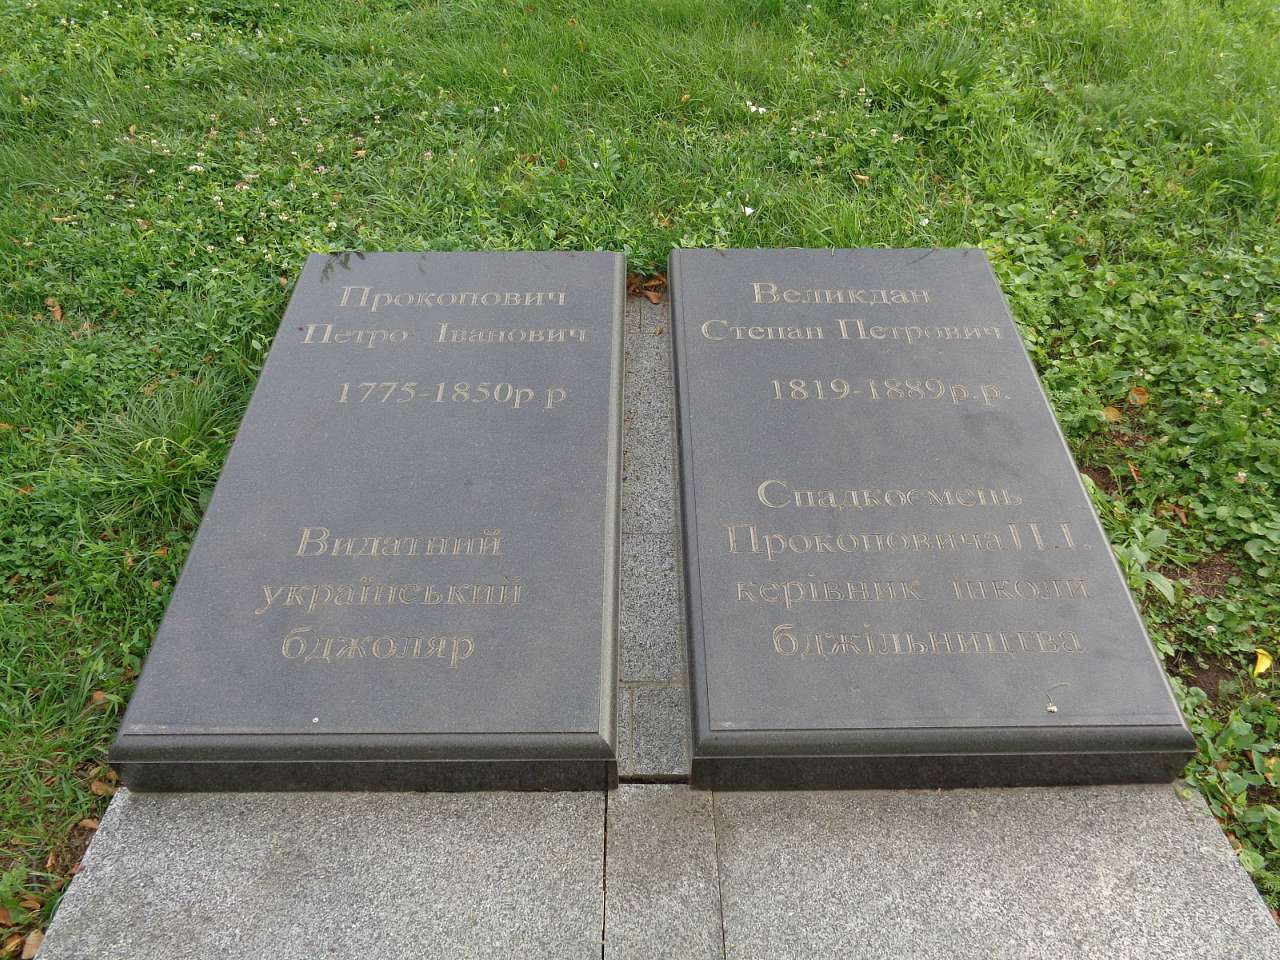 Прокопович
Петро Іванович
1775-1850р р
Видатний
український
бджоляр
Великдан
Степан Петрович
1819-1889р.р.
Спадкоємець
Прокоповича П.І.
керівник школи
бджільництва